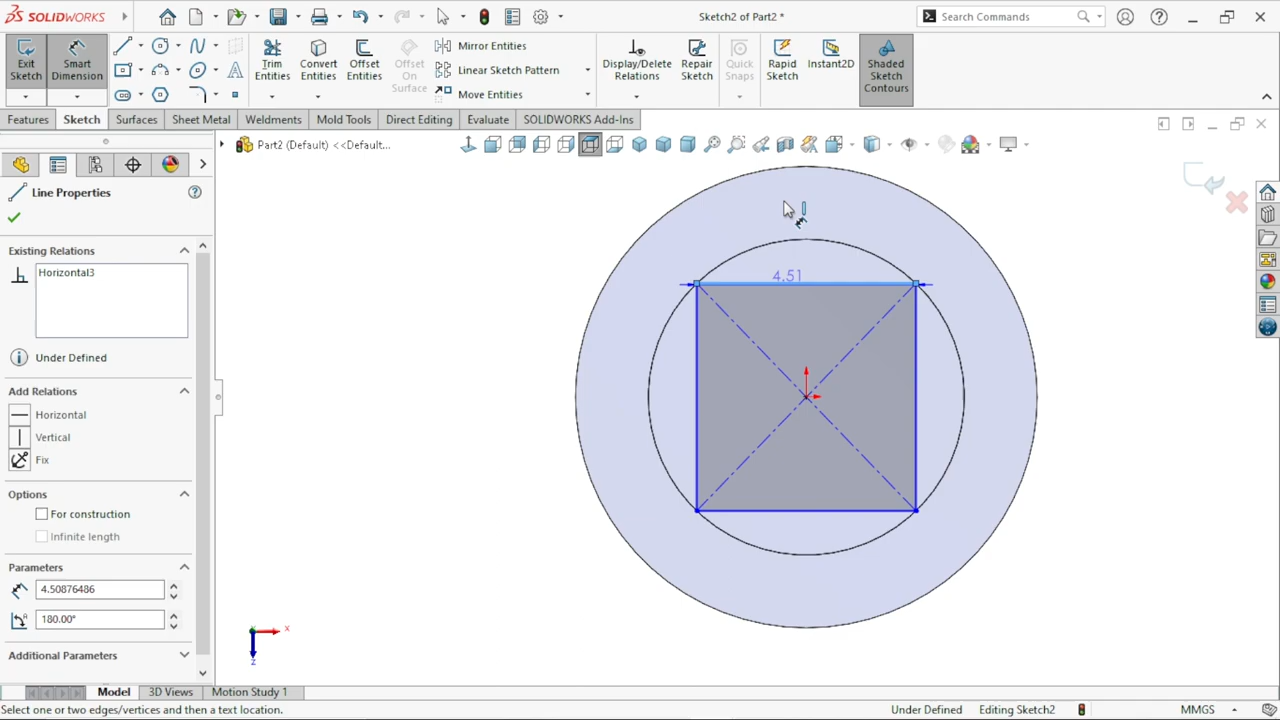 SOLIDWORKS
Sketch2 of Part2 *
Search Commands
Exit Sketch
Smart Dimension
Trim Entities
Convert Entities
Offset Entities
Offset On Surface
Mirror Entities
Linear Sketch Pattern
Move Entities
Display/Delete Relations
Repair Sketch
Quick Snaps
Rapid Sketch
Instant2D
Shaded Sketch Contours
Features
Sketch
Surfaces
Sheet Metal
Weldments
Mold Tools
Direct Editing
Evaluate
SOLIDWORKS Add-Ins
Part2 (Default) <<Default...
Line Properties
Existing Relations
Horizontal3
Under Defined
Add Relations
Horizontal
Vertical
Fix
Options
For construction
Infinite length
Parameters
4.50876486
180.00°
Additional Parameters
4.51
X
Z
Model
3D Views
Motion Study 1
Select one or two edges/vertices and then a text location.
Under Defined
Editing Sketch2
MMGS